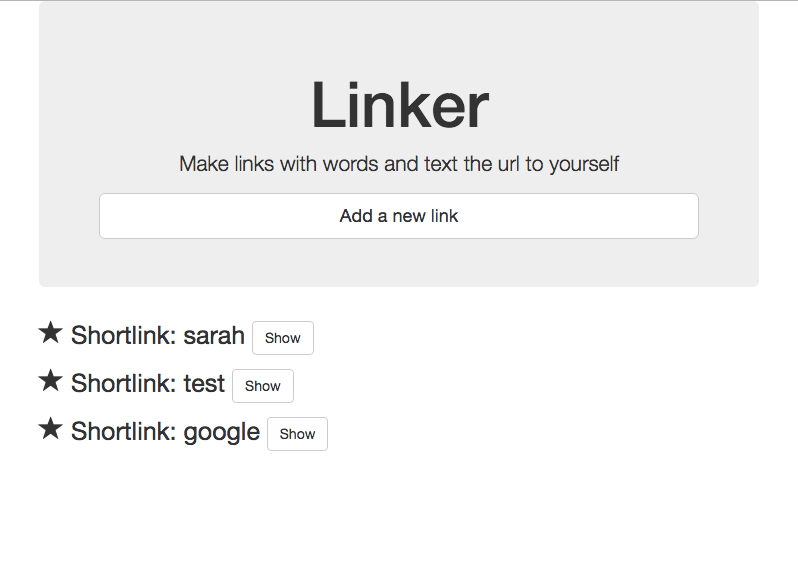 Linker
Make links with words and text the url to yourself
Add a new link
★ Shortlink: sarah Show
★ Shortlink: test Show
★ Shortlink: google Show